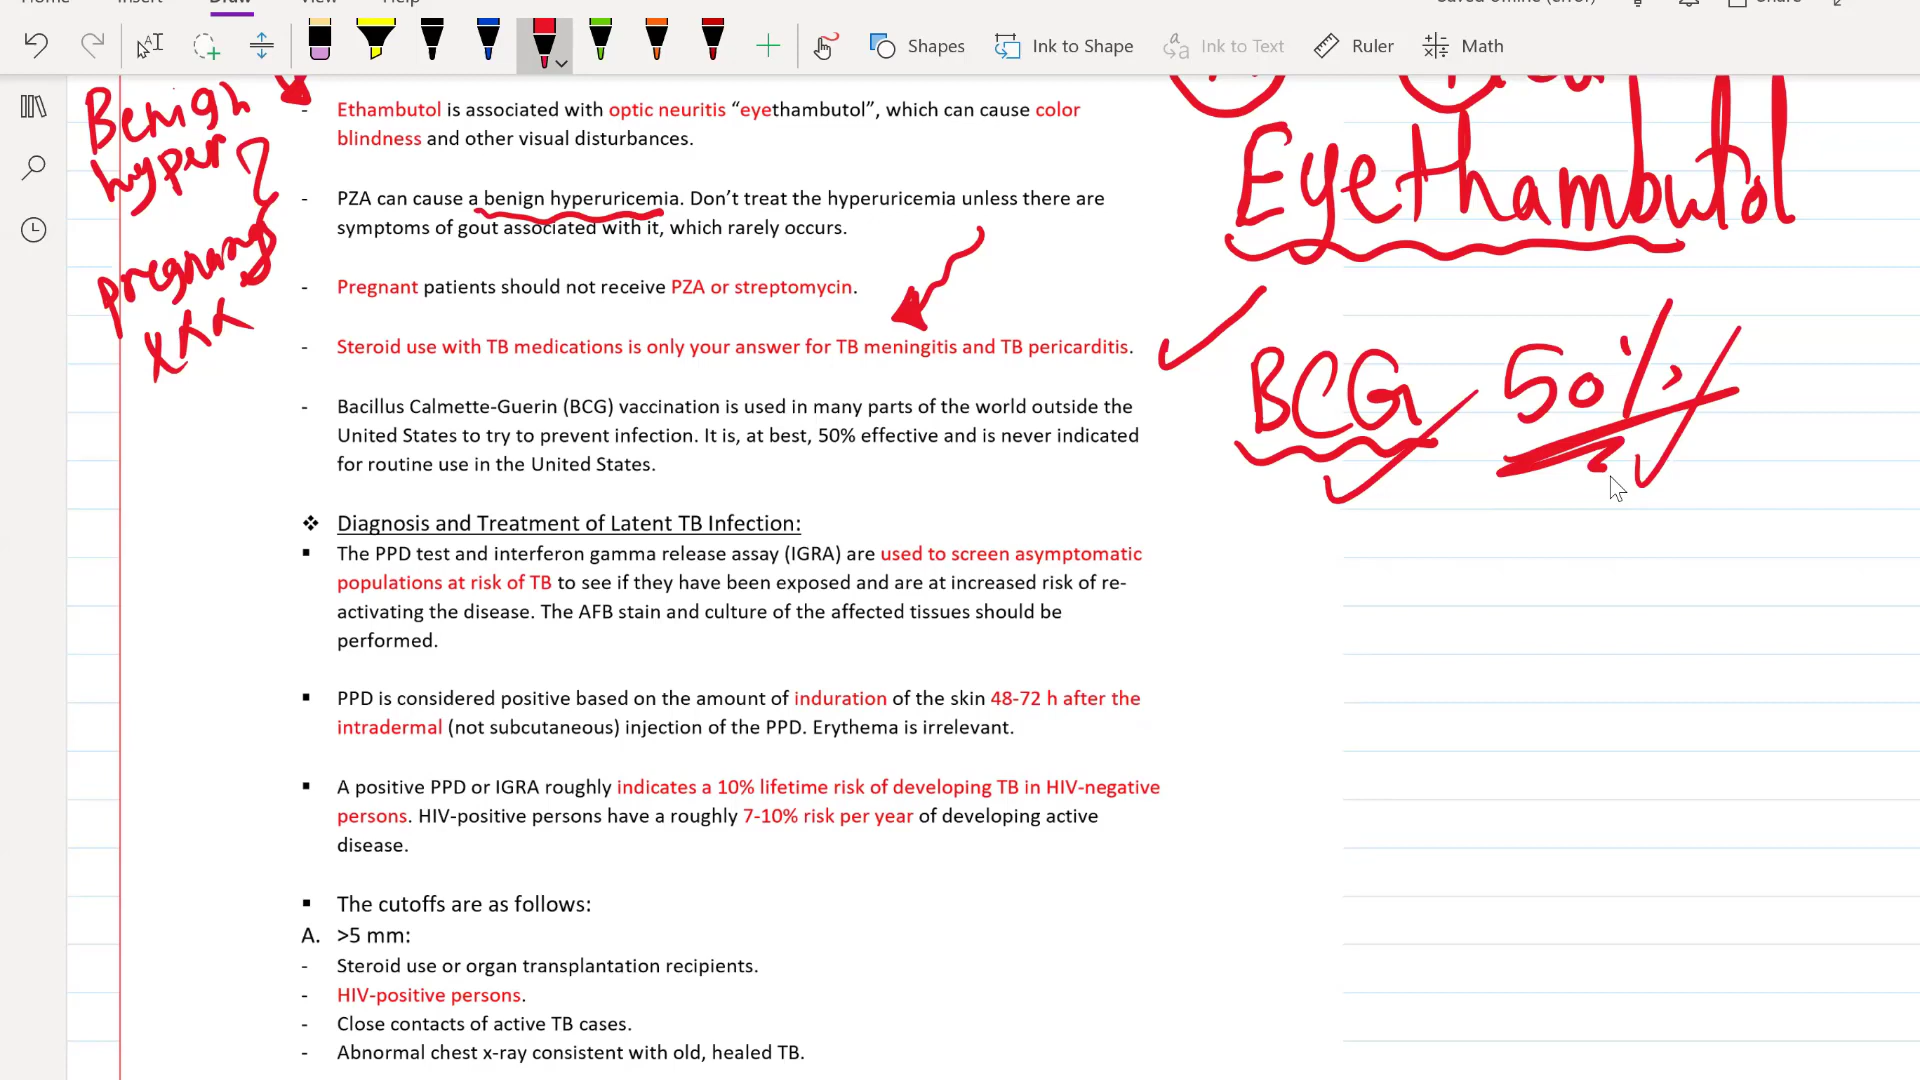 Home Insert Draw View Help Saved online (error) Share
Shapes Ink to Shape Ink to Text Ruler Math
Benign
hyper
pregnancy
xxx
- Ethambutol is associated with optic neuritis “eyethambutol”, which can cause color
blindness and other visual disturbances.
- PZA can cause a benign hyperuricemia. Don’t treat the hyperuricemia unless there are
symptoms of gout associated with it, which rarely occurs.
- Pregnant patients should not receive PZA or streptomycin.
- Steroid use with TB medications is only your answer for TB meningitis and TB pericarditis.
- Bacillus Calmette-Guerin (BCG) vaccination is used in many parts of the world outside the
United States to try to prevent infection. It is, at best, 50% effective and is never indicated
for routine use in the United States.
❖ Diagnosis and Treatment of Latent TB Infection:
▪ The PPD test and interferon gamma release assay (IGRA) are used to screen asymptomatic
populations at risk of TB to see if they have been exposed and are at increased risk of re-
activating the disease. The AFB stain and culture of the affected tissues should be
performed.
▪ PPD is considered positive based on the amount of induration of the skin 48-72 h after the
intradermal (not subcutaneous) injection of the PPD. Erythema is irrelevant.
▪ A positive PPD or IGRA roughly indicates a 10% lifetime risk of developing TB in HIV-negative
persons. HIV-positive persons have a roughly 7-10% risk per year of developing active
disease.
▪ The cutoffs are as follows:
A. >5 mm:
- Steroid use or organ transplantation recipients.
- HIV-positive persons.
- Close contacts of active TB cases.
- Abnormal chest x-ray consistent with old, healed TB.
Eyethambutol
BCG 50%